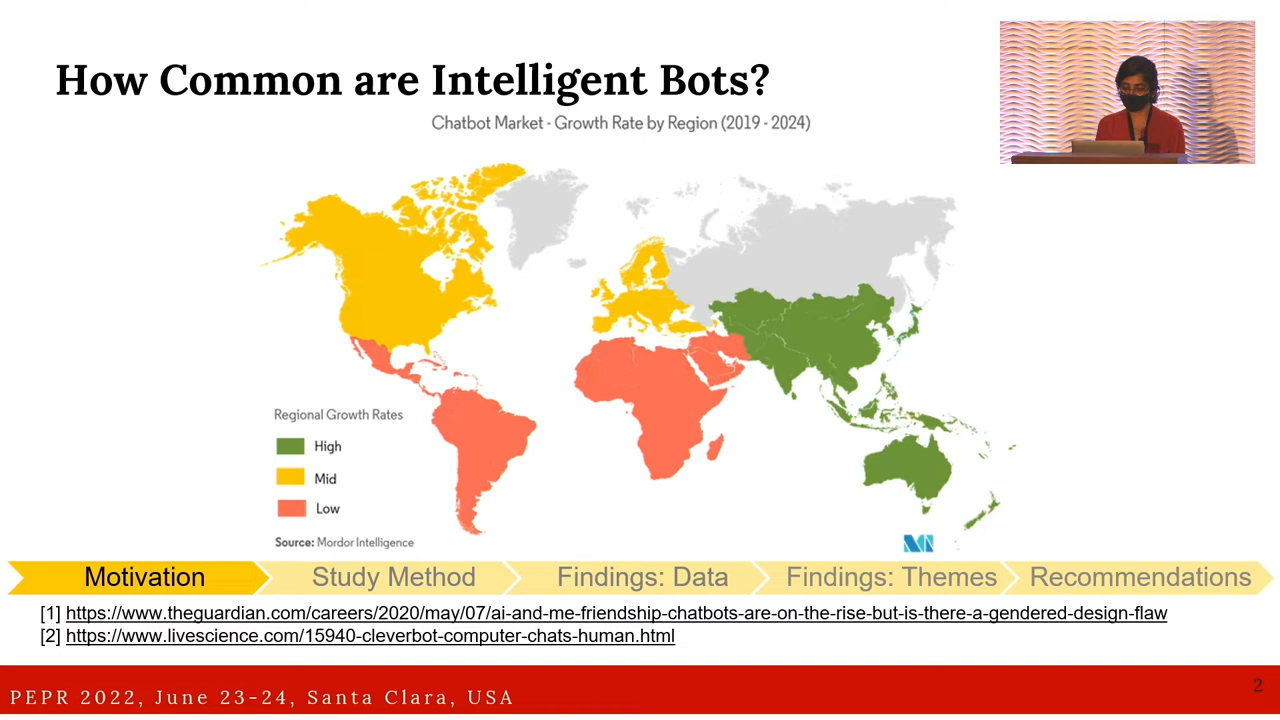 How Common are Intelligent Bots?
Chatbot Market - Growth Rate by Region (2019 - 2024)
Regional Growth Rates
High
Mid
Low
Source: Mordor Intelligence
Motivation
Study Method
Findings: Data
Findings: Themes
Recommendations
[1] https://www.theguardian.com/careers/2020/may/07/ai-and-me-friendship-chatbots-are-on-the-rise-but-is-there-a-gendered-design-flaw
[2] https://www.livescience.com/15940-cleverbot-computer-chats-human.html
PEPR 2022, June 23-24, Santa Clara, USA
2